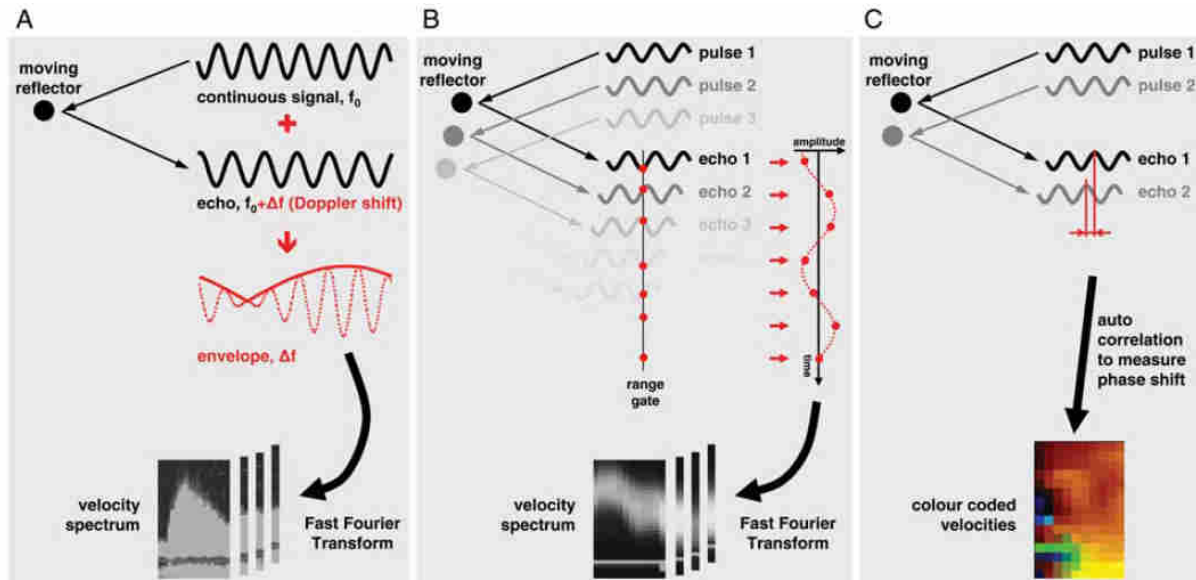 A
moving
reflector
continuous signal, f₀
+
echo, f₀+Δf (Doppler shift)
envelope, Δf
velocity
spectrum
Fast Fourier
Transform
B
pulse 1
pulse 2
pulse 3
amplitude
echo 1
echo 2
echo 3
time
range
gate
velocity
spectrum
Fast Fourier
Transform
C
moving
reflector
pulse 1
pulse 2
echo 1
echo 2
auto
correlation
to measure
phase shift
colour coded
velocities